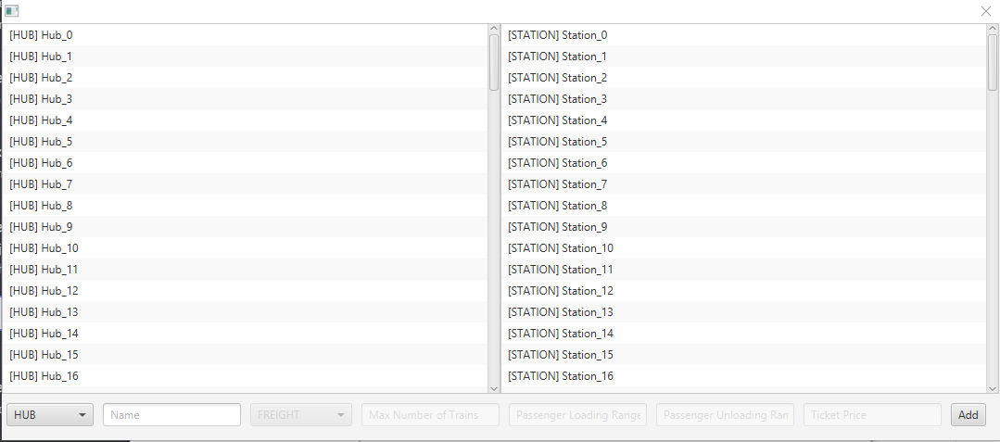 [HUB] Hub_0
[HUB] Hub_1
[HUB] Hub_2
[HUB] Hub_3
[HUB] Hub_4
[HUB] Hub_5
[HUB] Hub_6
[HUB] Hub_7
[HUB] Hub_8
[HUB] Hub_9
[HUB] Hub_10
[HUB] Hub_11
[HUB] Hub_12
[HUB] Hub_13
[HUB] Hub_14
[HUB] Hub_15
[HUB] Hub_16
[STATION] Station_0
[STATION] Station_1
[STATION] Station_2
[STATION] Station_3
[STATION] Station_4
[STATION] Station_5
[STATION] Station_6
[STATION] Station_7
[STATION] Station_8
[STATION] Station_9
[STATION] Station_10
[STATION] Station_11
[STATION] Station_12
[STATION] Station_13
[STATION] Station_14
[STATION] Station_15
[STATION] Station_16
HUB Name FREIGHT Max Number of Trains Passenger Loading Range Passenger Unloading Ran Ticket Price Add